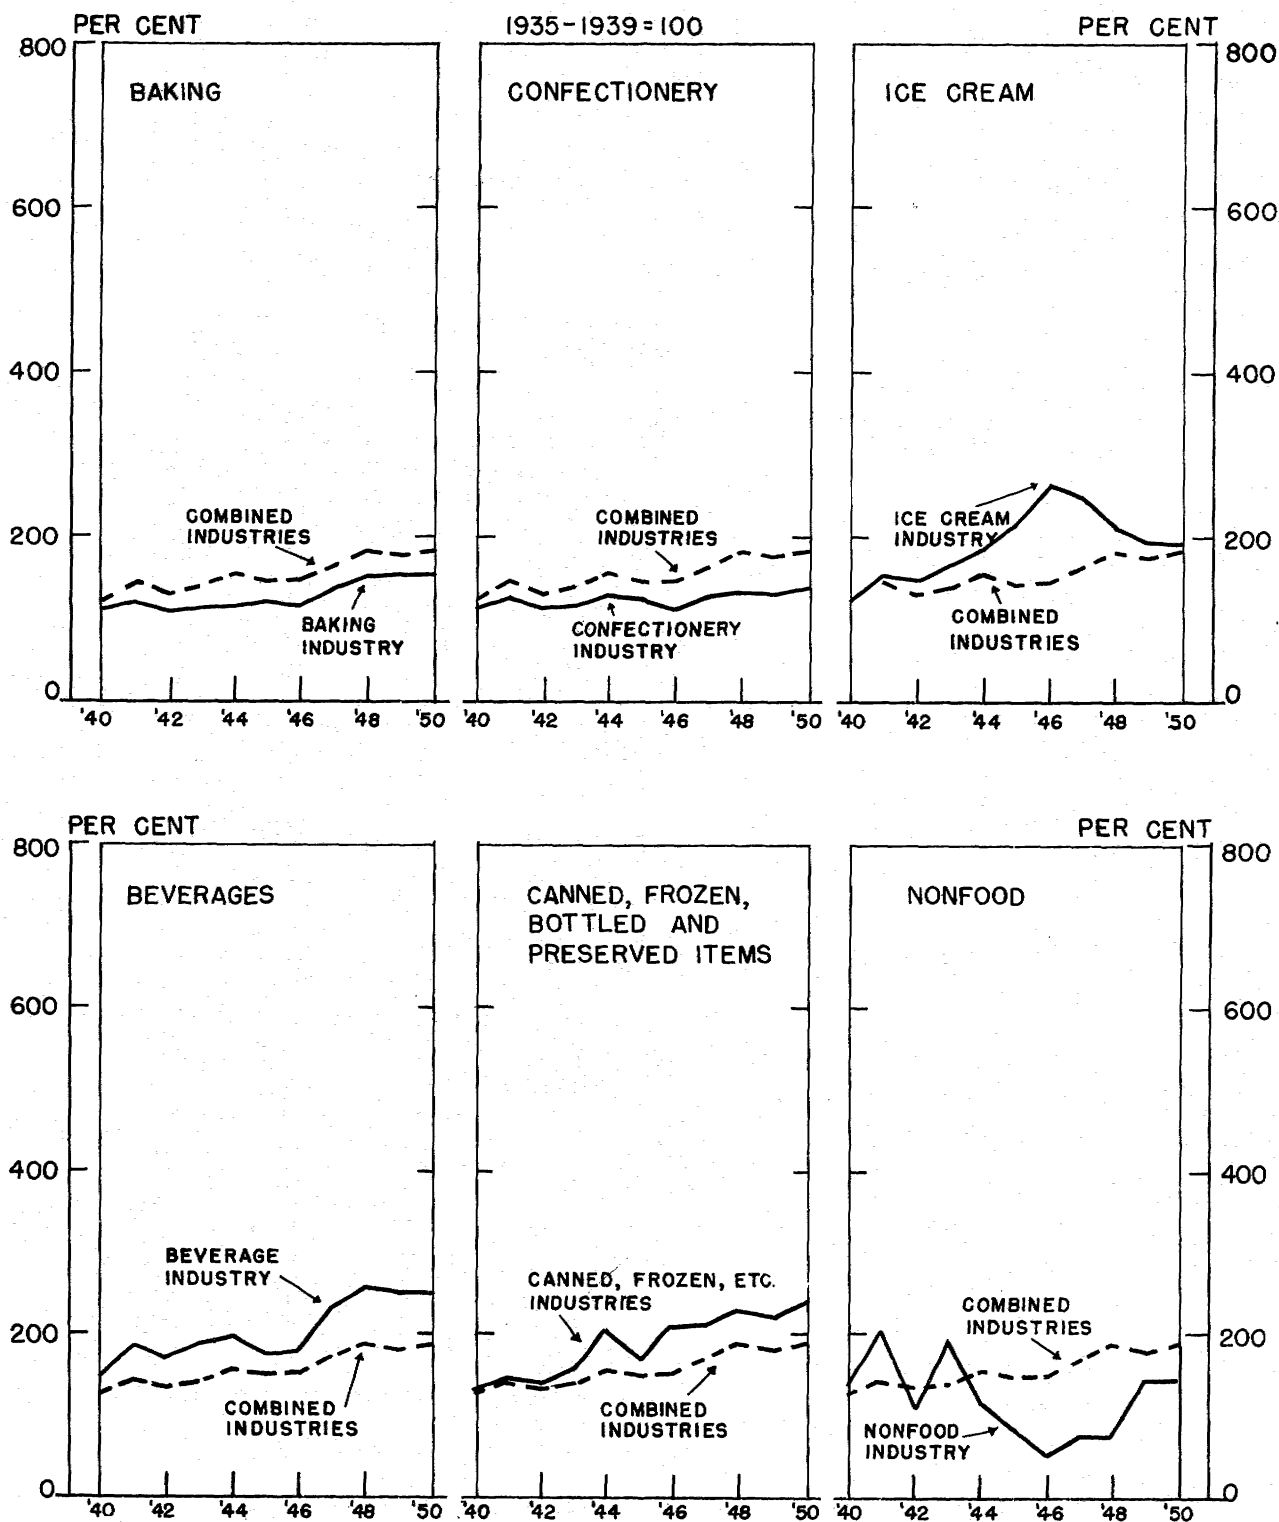 PER CENT 1935-1939=100 PER CENT
800 800
BAKING CONFECTIONERY ICE CREAM
600 600
400 400
COMBINED INDUSTRIES
COMBINED INDUSTRIES
ICE CREAM INDUSTRY
200 200
BAKING INDUSTRY
CONFECTIONERY INDUSTRY
COMBINED INDUSTRIES
0 0
'40 '42 '44 '46 '48 '50 '40 '42 '44 '46 '48 '50 '40 '42 '44 '46 '48 '50
PER CENT PER CENT
800 800
BEVERAGES
CANNED, FROZEN,
BOTTLED AND
PRESERVED ITEMS
NONFOOD
600 600
400 400
BEVERAGE
INDUSTRY
CANNED, FROZEN, ETC.
INDUSTRIES
COMBINED
INDUSTRIES
200 200
COMBINED
INDUSTRIES
COMBINED
INDUSTRIES
NONFOOD
INDUSTRY
0 0
'40 '42 '44 '46 '48 '50 '40 '42 '44 '46 '48 '50 '40 '42 '44 '46 '48 '50